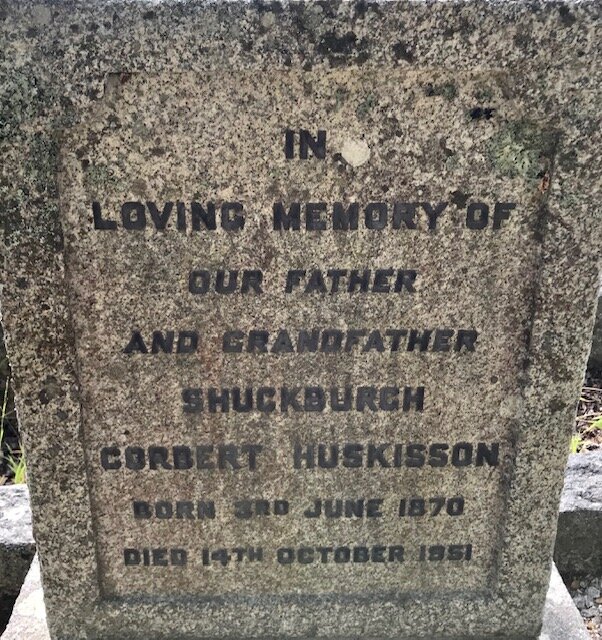 IN
LOVING MEMORY OF
OUR FATHER
AND GRANDFATHER
SHUCKBURGH
CORBERT HUSKISSON
BORN 3RD JUNE 1870
DIED 14TH OCTOBER 1951